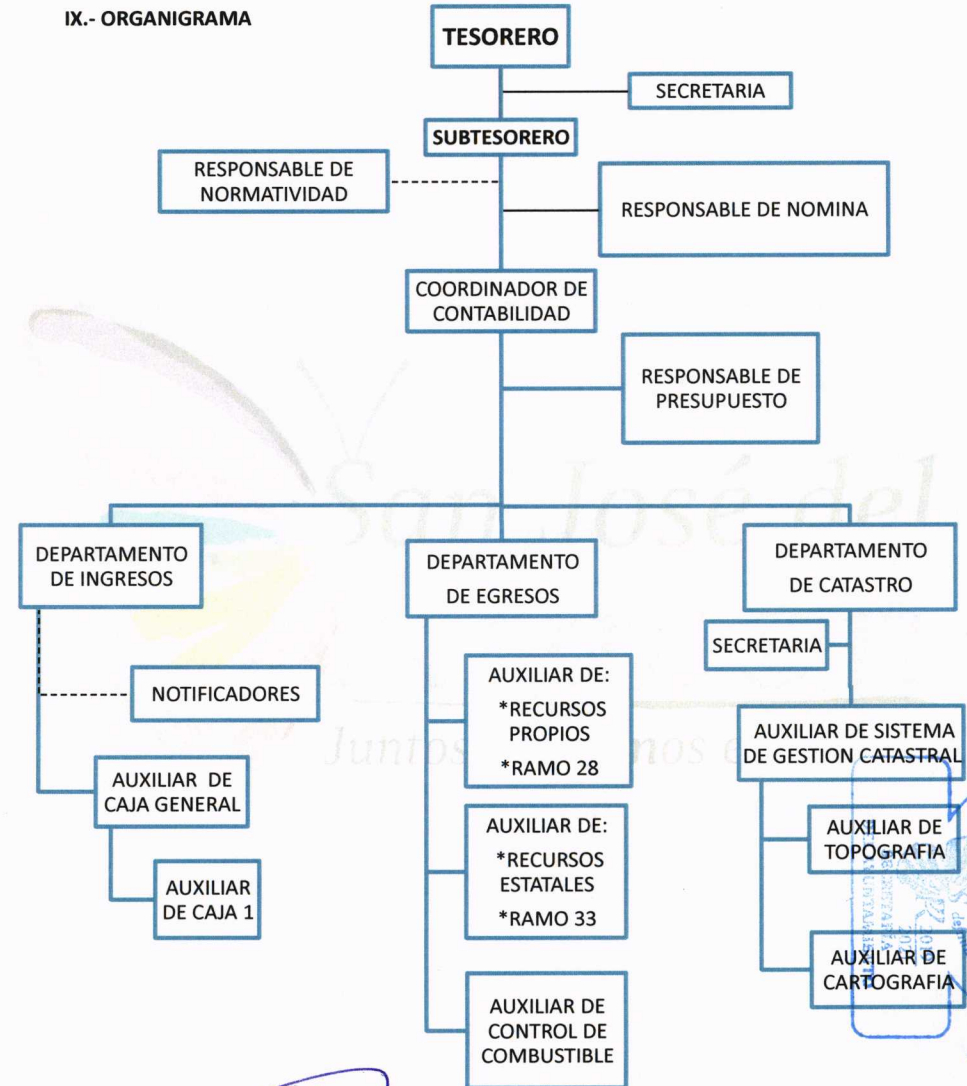 IX.- ORGANIGRAMA
TESORERO
SECRETARIA
SUBTESORERO
RESPONSABLE DE
NORMATIVIDAD
RESPONSABLE DE NOMINA
COORDINADOR DE
CONTABILIDAD
RESPONSABLE DE
PRESUPUESTO
San José del
DEPARTAMENTO
DE INGRESOS
DEPARTAMENTO
DE EGRESOS
DEPARTAMENTO
DE CATASTRO
SECRETARIA
NOTIFICADORES
AUXILIAR DE:
*RECURSOS
PROPIOS
*RAMO 28
AUXILIAR DE SISTEMA
DE GESTION CATASTRAL
Juntos
AUXILIAR DE
CAJA GENERAL
AUXILIAR DE:
*RECURSOS
ESTATALES
*RAMO 33
AUXILIAR DE
TOPOGRAFIA
AUXILIAR
DE CAJA 1
AUXILIAR DE
CARTOGRAFIA
AUXILIAR DE
CONTROL DE
COMBUSTIBLE